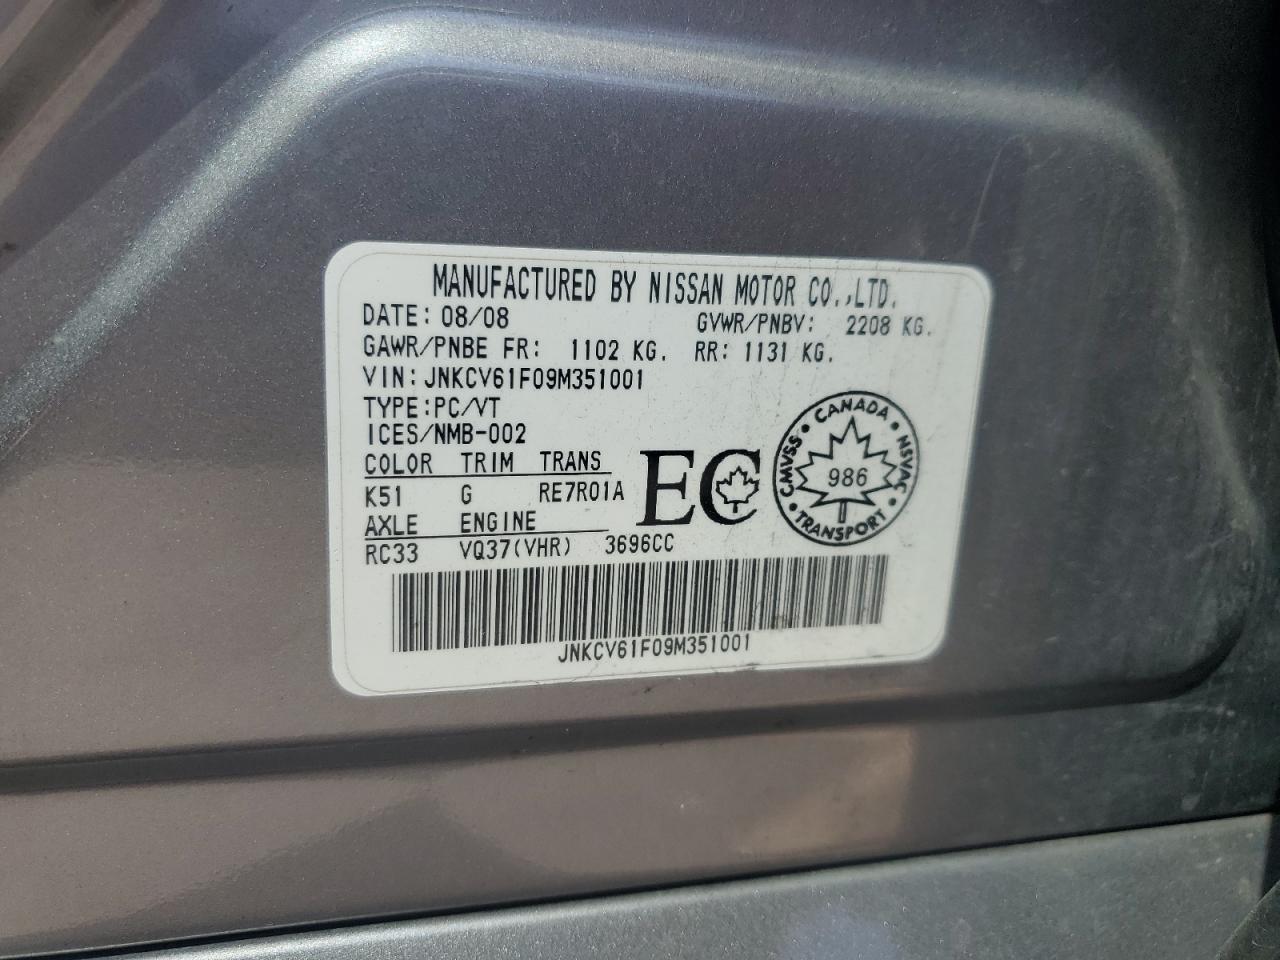 MANUFACTURED BY NISSAN MOTOR CO.,LTD.
DATE: 08/08 GVWR/PNBV: 2208 KG.
GAWR/PNBE FR: 1102 KG. RR: 1131 KG.
VIN: JNKCV61F09M351001
TYPE:PC/VT
ICES/NMB-002
COLOR TRIM TRANS
K51 G RE7R01A
AXLE ENGINE
RC33 VQ37(VHR) 3696CC
EC
CANADA
CMVSS
NSVAC
986
TRANSPORT
JNKCV61F09M351001